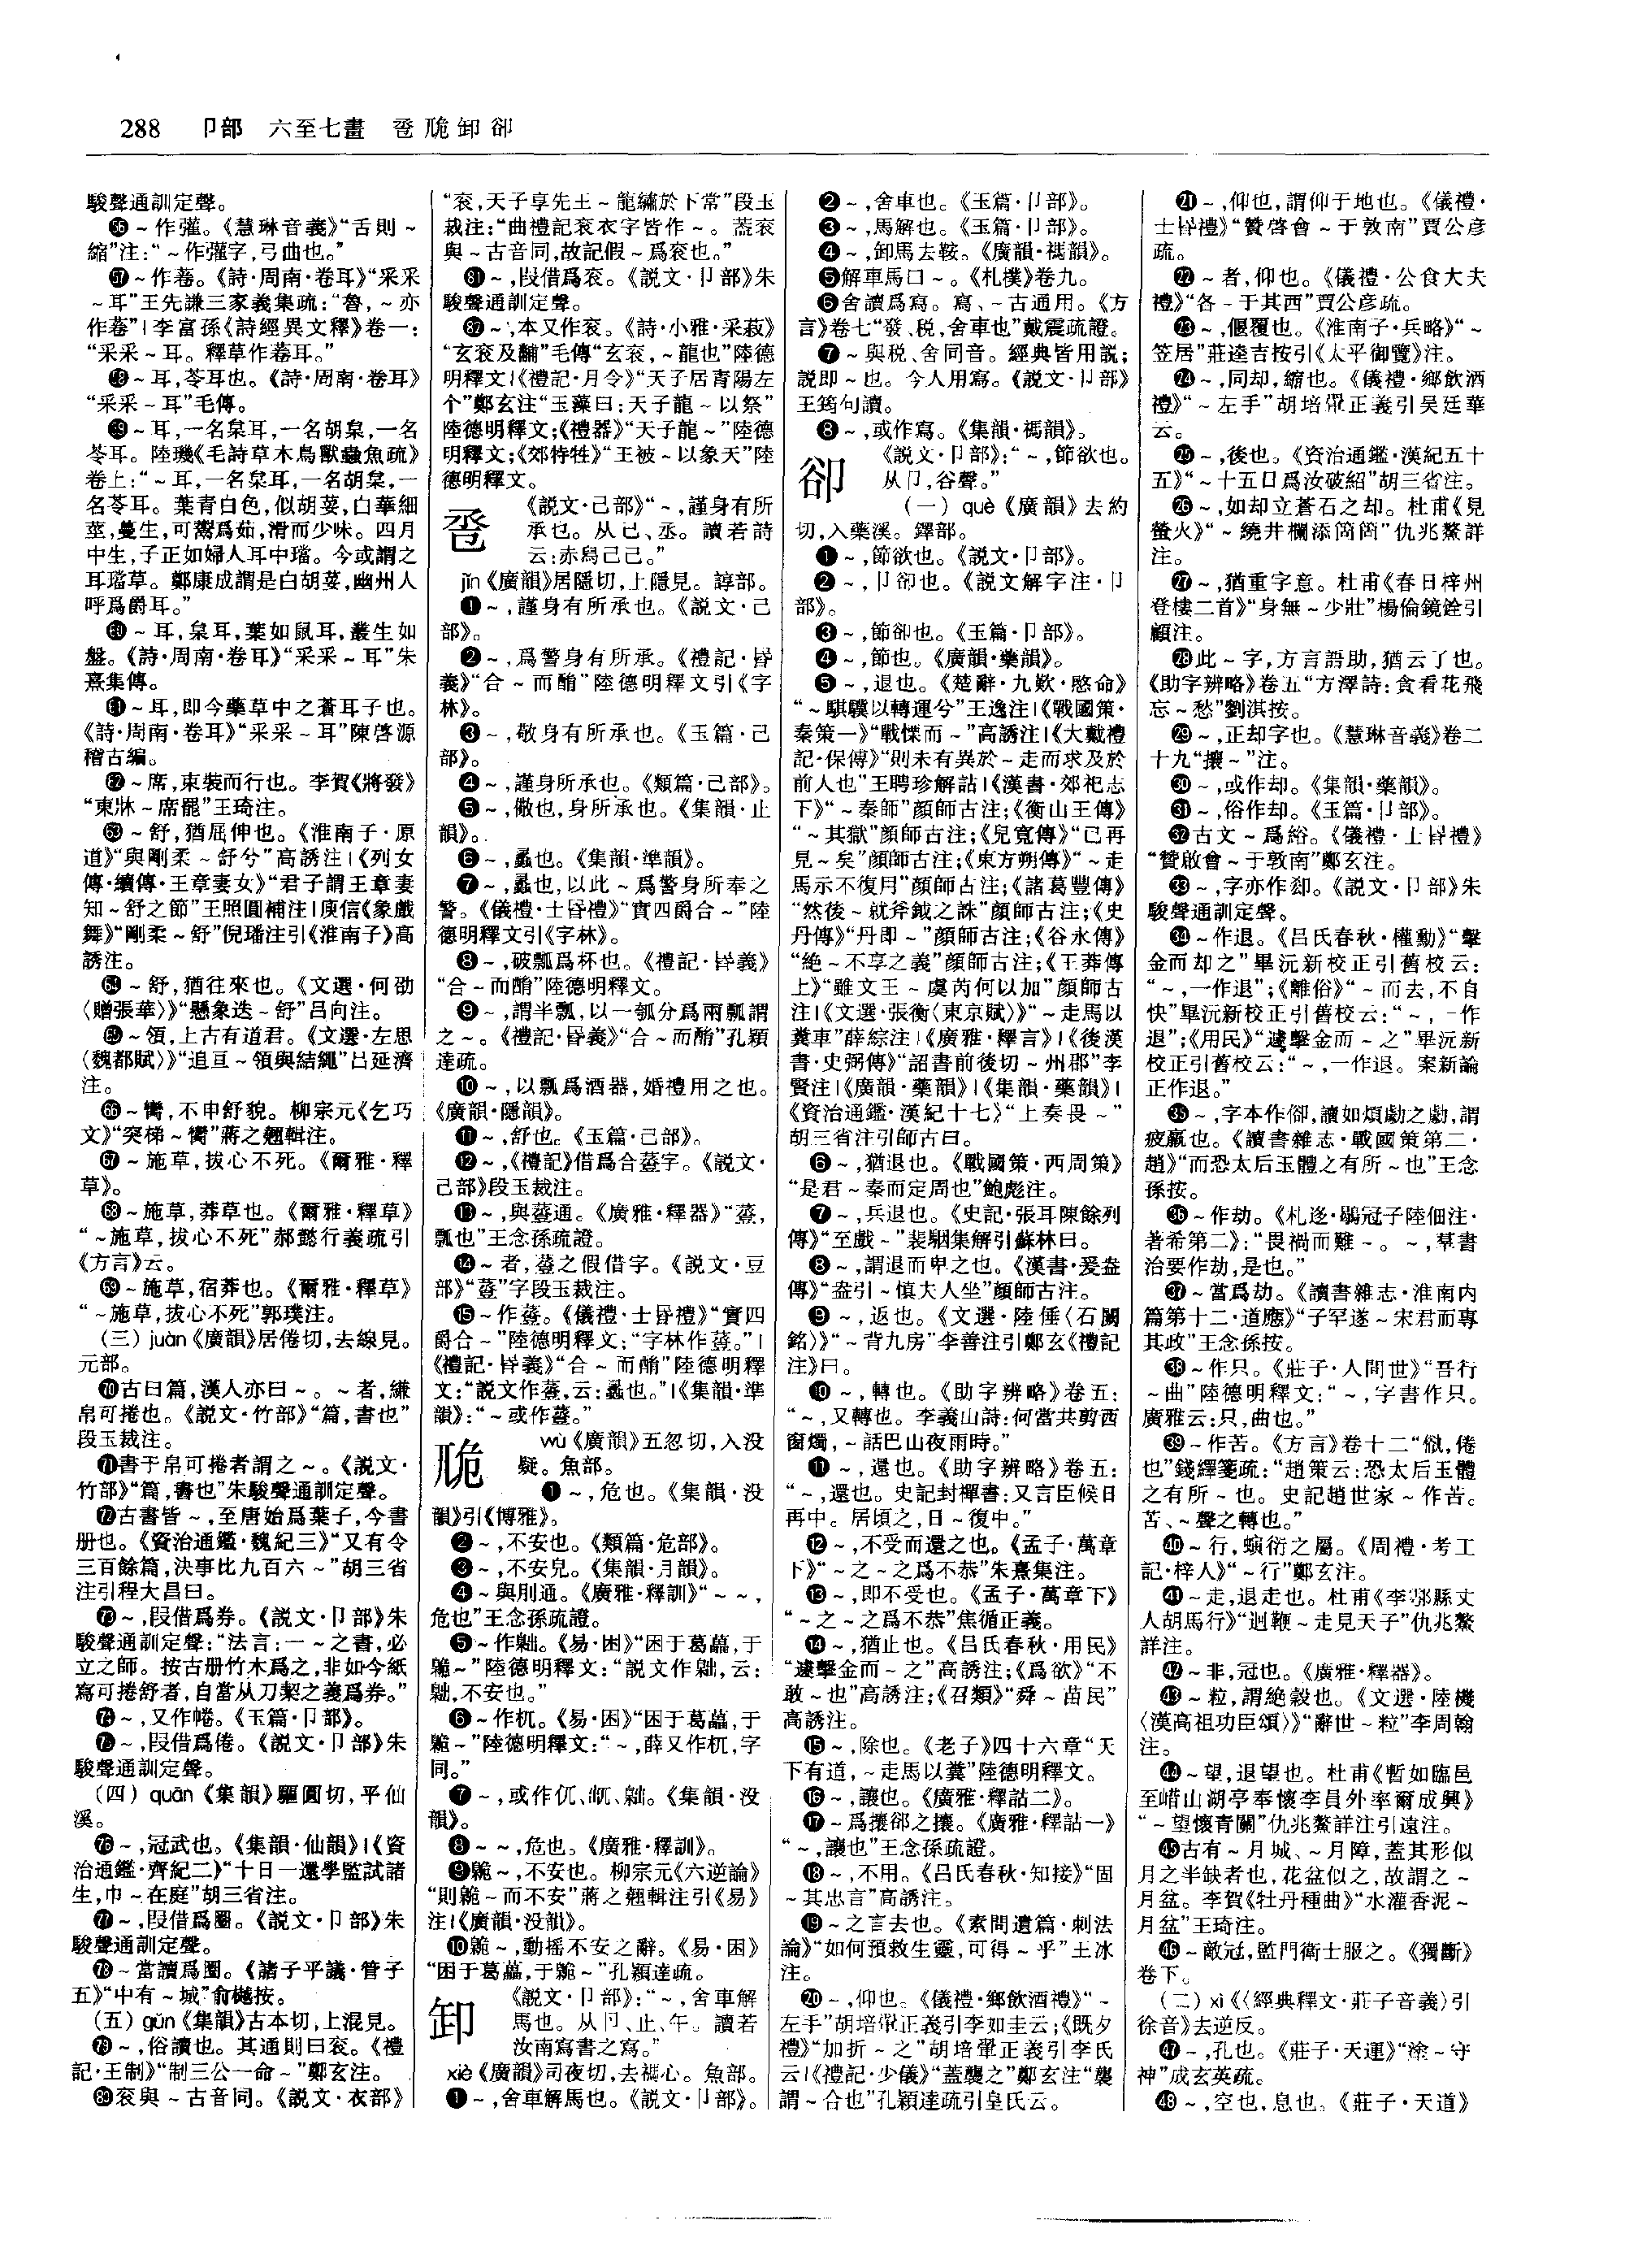 288 卩部 六至七畫 卺䣀卸卻
駿聲通訓定聲。
56～作彏。《慧琳音義》“舌則～
縮”注：“～作彏字，弓曲也。”
57～作菤。《詩·周南·卷耳》“采采
～耳”王先謙三家義集疏：“魯，～亦
作菤”|李富孫《詩經異文釋》卷一：
“采采～耳。釋草作菤耳。”
58～耳，苓耳也。《詩·周南·卷耳》
“采采～耳”毛傳。
59～耳，一名枲耳，一名胡枲，一名
苓耳。陸璣《毛詩草木鳥獸蟲魚疏》
卷上：“～耳，一名枲耳，一名胡枲，一
名苓耳。葉青白色，似胡荽，白華細
莖，蔓生，可鬻爲茹，滑而少味。四月
中生，子正如婦人耳中璫。今或謂之
耳璫草。鄭康成謂是白胡荽，幽州人
呼爲爵耳。”
60～耳，枲耳，葉如鼠耳，叢生如
盤。《詩·周南·卷耳》“采采～耳”朱
熹集傳。
61～耳，即今藥草中之蒼耳子也。
《詩·周南·卷耳》“采采～耳”陳啓源
稽古編。
62～席，束裝而行也。李賀《將發》
“東牀～席罷”王琦注。
63～舒，猶屈伸也。《淮南子·原
道》“與剛柔～舒兮”高誘注|《列女
傳·續傳·王章妻女》“君子謂王章妻
知～舒之節”王照圓補注|庾信《象戲
舞》“剛柔～舒”倪璠注引《淮南子》高
誘注。
64～舒，猶往來也。《文選·何劭
〈贈張華〉》“懸象迭～舒”呂向注。
65～領，上古有道君。《文選·左思
〈魏都賦〉》“追亘～領與結繩”呂延濟
注。
66～臠，不申舒貌。柳宗元《乞巧
文》“突梯～臠”蔣之翹輯注。
67～施草，拔心不死。《爾雅·釋
草》。
68～施草，莽草也。《爾雅·釋草》
“～施草，拔心不死”郝懿行義疏引
《方言》云。
69～施草，宿莽也。《爾雅·釋草》
“～施草，拔心不死”郭璞注。
（三）juàn《廣韻》居倦切，去線見。
元部。
70古曰篇，漢人亦曰～。～者，縑
帛可捲也。《説文·竹部》“篇，書也”
段玉裁注。
71書于帛可捲者謂之～。《説文·
竹部》“篇，書也”朱駿聲通訓定聲。
72古書皆～，至唐始爲葉子，今書
册也。《資治通鑑·魏紀三》“又有令
三百餘篇，決事比九百六～”胡三省
注引程大昌曰。
73～，叚借爲券。《説文·卩部》朱
駿聲通訓定聲：“法言：一～之書，必
立之師。按古册竹木爲之，非如今紙
寫可捲舒者，自當从刀栔之義爲券。”
74～，又作帣。《玉篇·卩部》。
75～，叚借爲倦。《説文·卩部》朱
駿聲通訓定聲。
（四）quān《集韻》驅圓切，平仙
溪。
76～，冠武也。《集韻·仙韻》|《資
治通鑑·齊紀二》“十日一還學監試諸
生，巾～在庭”胡三省注。
77～，叚借爲圈。《説文·卩部》朱
駿聲通訓定聲。
78～當讀爲圈。《諸子平議·管子
五》“中有～城”俞樾按。
（五）gǔn《集韻》古本切，上混見。
79～，俗讀也。其通則曰衮。《禮
記·王制》“制三公一命～”鄭玄注。
80衮與～古音同。《説文·衣部》
“衮，天子享先王～龍繡於下常”段玉
裁注：“曲禮記衮衣字皆作～。葢衮
與～古音同，故記假～爲衮也。”
81～，叚借爲衮。《説文·卩部》朱
駿聲通訓定聲。
82～，本又作衮。《詩·小雅·采菽》
“玄衮及黼”毛傳“玄衮，～龍也”陸德
明釋文|《禮記·月令》“天子居青陽左
个”鄭玄注“玉藻曰：天子龍～以祭”
陸德明釋文；《禮器》“天子龍～”陸德
明釋文；《郊特牲》“王被～以象天”陸
德明釋文。
卺
《説文·己部》“～，謹身有所
承也。从己、丞。讀若詩
云：赤舄己己。”
jǐn《廣韻》居隱切，上隱見。諄部。
1～，謹身有所承也。《説文·己
部》。
2～，爲警身有所承。《禮記·昏
義》“合～而酳”陸德明釋文引《字
林》。
3～，敬身有所承也。《玉篇·己
部》。
4～，謹身所承也。《類篇·己部》。
5～，儆也，身所承也。《集韻·止
韻》。
6～，蠡也。《集韻·準韻》。
7～，蠡也，以此～爲警身所奉之
警。《儀禮·士昏禮》“實四爵合～”陸
德明釋文引《字林》。
8～，破瓢爲杯也。《禮記·昏義》
“合～而酳”陸德明釋文。
9～，謂半瓢，以一瓠分爲兩瓢謂
之～。《禮記·昏義》“合～而酳”孔穎
達疏。
10～，以瓢爲酒器，婚禮用之也。
《廣韻·隱韻》。
11～，舒也。《玉篇·己部》。
12～，《禮記》借爲合𧯷字。《説文·
己部》段玉裁注。
13～，與𧯷通。《廣雅·釋器》“𧯷，
瓢也”王念孫疏證。
14～者，𧯷之假借字。《説文·豆
部》“𧯷”字段玉裁注。
15～作𧯷。《儀禮·士昏禮》“實四
爵合～”陸德明釋文：“字林作𧯷。”|
《禮記·昏義》“合～而酳”陸德明釋
文：“説文作𧯷，云：蠡也。”|《集韻·準
韻》：“～或作𧯷。”
wù《廣韻》五忽切，入没
疑。魚部。
1～，危也。《集韻·没
韻》引《博雅》。
2～，不安也。《類篇·危部》。
3～，不安皃。《集韻·月韻》。
4～與刖通。《廣雅·釋訓》“～～，
危也”王念孫疏證。
5～作𣎴。《易·困》“困于葛藟，于
臲～”陸德明釋文：“説文作，云：
不安也。”
6～作杌。《易·困》“困于葛藟，于
臲～”陸德明釋文：“～，薛又作杌，字
同。”
7～，或作仉、。《集韻·没
韻》。
8～～，危也。《廣雅·釋訓》。
9臲～，不安也。柳宗元《六逆論》
“則臲～而不安”蔣之翹輯注引《易》
注|《廣韻·没韻》。
10臲～，動摇不安之辭。《易·困》
“困于葛藟，于臲～”孔穎達疏。
卸
《説文·卩部》：“～，舍車解
馬也。从卩、止、午。讀若
汝南寫書之寫。”
xiè《廣韻》司夜切，去禡心。魚部。
1～，舍車解馬也。《説文·卩部》。
2～，舍車也。《玉篇·卩部》。
3～，馬解也。《玉篇·卩部》。
4～，卸馬去鞍。《廣韻·禡韻》。
5解車馬曰～。《札樸》卷九。
6舍讀爲寫。寫、～古通用。《方
言》卷七“發、税，舍車也”戴震疏證。
7～與税、舍同音。經典皆用説；
説即～也。今人用寫。《説文·卩部》
王筠句讀。
8～，或作寫。《集韻·禡韻》。
卻
《説文·卩部》：“～，節欲也。
从卩，谷聲。”
（一）què《廣韻》去約
切，入藥溪。鐸部。
1～，節欲也。《説文·卩部》。
2～，卩卻也。《説文解字注·卩
部》。
3～，節卻也。《玉篇·卩部》。
4～，節也。《廣韻·藥韻》。
5～，退也。《楚辭·九歎·愍命》
“～騏驥以轉運兮”王逸注|《戰國策·
秦策一》“戰慄而～”高誘注|《大戴禮
記·保傅》“則未有異於～走而求及於
前人也”王聘珍解詁|《漢書·郊祀志
下》“～秦師”顏師古注；《衡山王傳》
“～其獄”顏師古注；《兒寬傳》“已再
見～矣”顏師古注；《東方朔傳》“～走
馬示不復用”顏師古注；《諸葛豐傳》
“然後～就斧鉞之誅”顏師古注；《史
丹傳》“丹即～”顏師古注；《谷永傳》
“絶～不享之義”顏師古注；《王莽傳
上》“雖文王～虞芮何以加”顏師古
注|《文選·張衡〈東京賦〉》“～走馬以
糞車”薛綜注|《廣雅·釋言》|《後漢
書·史弼傳》“詔書前後切～州郡”李
賢注|《廣韻·藥韻》|《集韻·藥韻》|
《資治通鑑·漢紀十七》“上奏畏～”
胡三省注引師古曰。
6～，猶退也。《戰國策·西周策》
“是君～秦而定周也”鮑彪注。
7～，兵退也。《史記·張耳陳餘列
傳》“至戲～”裴駰集解引蘇林曰。
8～，謂退而卑之也。《漢書·爰盎
傳》“盎引～慎夫人坐”顏師古注。
9～，返也。《文選·陸倕〈石闕
銘〉》“～背九房”李善注引鄭玄《禮記
注》曰。
10～，轉也。《助字辨略》卷五：
“～，又轉也。李義山詩：何當共剪西
窗燭，～話巴山夜雨時。”
11～，還也。《助字辨略》卷五：
“～，還也。史記封禪書：又言臣候日
再中。居頃之，日～復中。”
12～，不受而還之也。《孟子·萬章
下》“～之～之爲不恭”朱熹集注。
13～，即不受也。《孟子·萬章下》
“～之～之爲不恭”焦循正義。
14～，猶止也。《吕氏春秋·用民》
“遽擊金而～之”高誘注；《爲欲》“不
敢～也”高誘注；《召類》“舜～苗民”
高誘注。
15～，除也。《老子》四十六章“天
下有道，～走馬以糞”陸德明釋文。
16～，讓也。《廣雅·釋詁二》。
17～爲攘郤之攘。《廣雅·釋詁一》
“～，讓也”王念孫疏證。
18～，不用。《吕氏春秋·知接》“固
～其忠言”高誘注。
19～之言去也。《素問遺篇·刺法
論》“如何預救生靈，可得～乎”王冰
注。
20～，仰也。《儀禮·鄉飲酒禮》“～
左手”胡培翬正義引李如圭云；《既夕
禮》“加折～之”胡培翬正義引李氏
云|《禮記·少儀》“蓋襲之”鄭玄注“襲
謂～合也”孔穎達疏引皇氏云。
21～，仰也，謂仰于地也。《儀禮·
士昏禮》“贊啓會～于敦南”賈公彦
疏。
22～者，仰也。《儀禮·公食大夫
禮》“各～于其西”賈公彦疏。
23～，偃覆也。《淮南子·兵略》“～
笠居”莊逵吉按引《太平御覽》注。
24～，同却，縮也。《儀禮·鄉飲酒
禮》“～左手”胡培翬正義引吴廷華
云。
25～，後也。《資治通鑑·漢紀五十
五》“～十五日爲汝破紹”胡三省注。
26～，如却立蒼石之却。杜甫《見
螢火》“～繞井欄添箇箇”仇兆鰲詳
注。
27～，猶重字意。杜甫《春日梓州
登樓二首》“身無～少壯”楊倫鏡銓引
顧注。
28此～字，方言語助，猶云了也。
《助字辨略》卷五“方澤詩：貪看花飛
忘～愁”劉淇按。
29～，正却字也。《慧琳音義》卷二
十九“攘～”注。
30～，或作却。《集韻·藥韻》。
31～，俗作却。《玉篇·卩部》。
32古文～爲綌。《儀禮·士昏禮》
“贊啟會～于敦南”鄭玄注。
33～，字亦作㕁。《説文·卩部》朱
駿聲通訓定聲。
34～作退。《吕氏春秋·權勳》“擊
金而却之”畢沅新校正引舊校云：
“～，一作退”；《離俗》“～而去，不自
快”畢沅新校正引舊校云：“～，一作
退”；《用民》“遽擊金而～之”畢沅新
校正引舊校云：“～，一作退。案新論
正作退。”
35～，字本作㕁，讀如煩勮之勮，謂
疲羸也。《讀書雜志·戰國策第二·
趙》“而恐太后玉體之有所～也”王念
孫按。
36～作劫。《札迻·鶡冠子陸佃注·
著希第二》：“畏禍而難～。～，草書
治要作劫，是也。”
37～當爲劫。《讀書雜志·淮南内
篇第十二·道應》“子罕遂～宋君而專
其政”王念孫按。
38～作只。《莊子·人間世》“吾行
～曲”陸德明釋文：“～，字書作只。
廣雅云：只，曲也。”
39～作苦。《方言》卷十二“㑉，倦
也”錢繹箋疏：“趙策云：恐太后玉體
之有所～也。史記趙世家～作苦。
苦、～聲之轉也。”
40～行，螾衍之屬。《周禮·考工
記·梓人》“～行”鄭玄注。
41～走，退走也。杜甫《李鄠縣丈
人胡馬行》“迴鞭～走見天子”仇兆鰲
詳注。
42～非，冠也。《廣雅·釋器》。
43～粒，謂絶穀也。《文選·陸機
〈漢高祖功臣頌〉》“辭世～粒”李周翰
注。
44～望，退望也。杜甫《暫如臨邑
至㟙山湖亭奉懷李員外率爾成興》
“～望懷青關”仇兆鰲詳注引遠注。
45古有～月城、～月障，蓋其形似
月之半缺者也，花盆似之，故謂之～
月盆。李賀《牡丹種曲》“水灌香泥～
月盆”王琦注。
46～敵冠，監門衛士服之。《獨斷》
卷下。
（二）xì《〈經典釋文·莊子音義〉引
徐音》去逆反。
47～，孔也。《莊子·天運》“塗～守
神”成玄英疏。
48～，空也，息也。《莊子·天道》